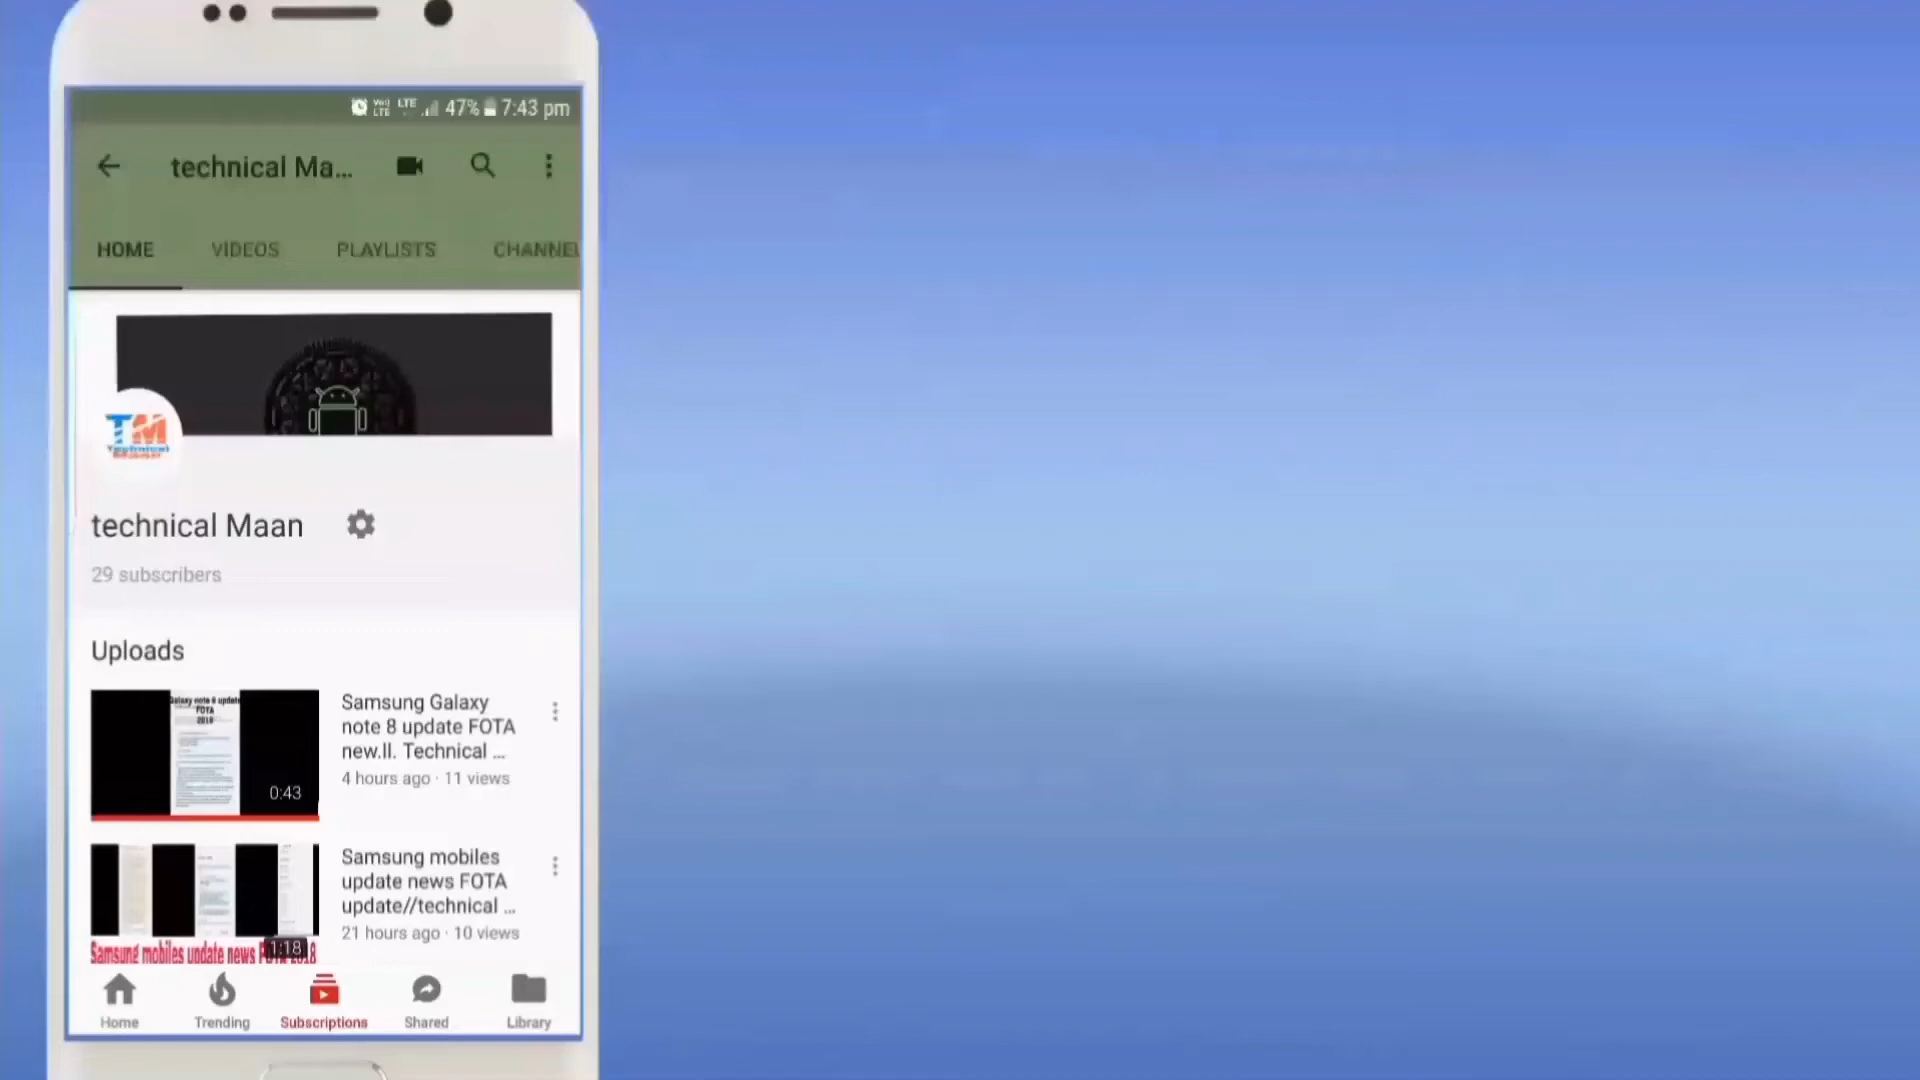 VoLTE LTE 47% 7:43 pm
technical Ma...
HOME VIDEOS PLAYLISTS CHANNEL
TM
Technical
technical Maan
29 subscribers
Uploads
Galaxy note 8 update
FOTA
2018
0:43
Samsung Galaxy
note 8 update FOTA
new.ll. Technical ...
4 hours ago · 11 views
Samsung mobiles update news FOTA 2018
1:18
Samsung mobiles
update news FOTA
update//technical ...
21 hours ago · 10 views
Home Trending Subscriptions Shared Library